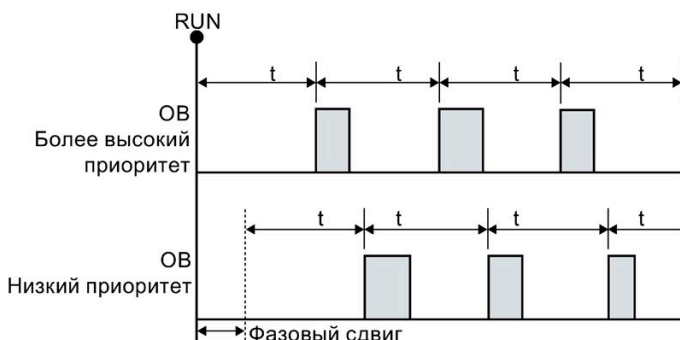 RUN
t t t t
OB
Более высокий
приоритет
t t t t
OB
Низкий приоритет
Фазовый сдвиг